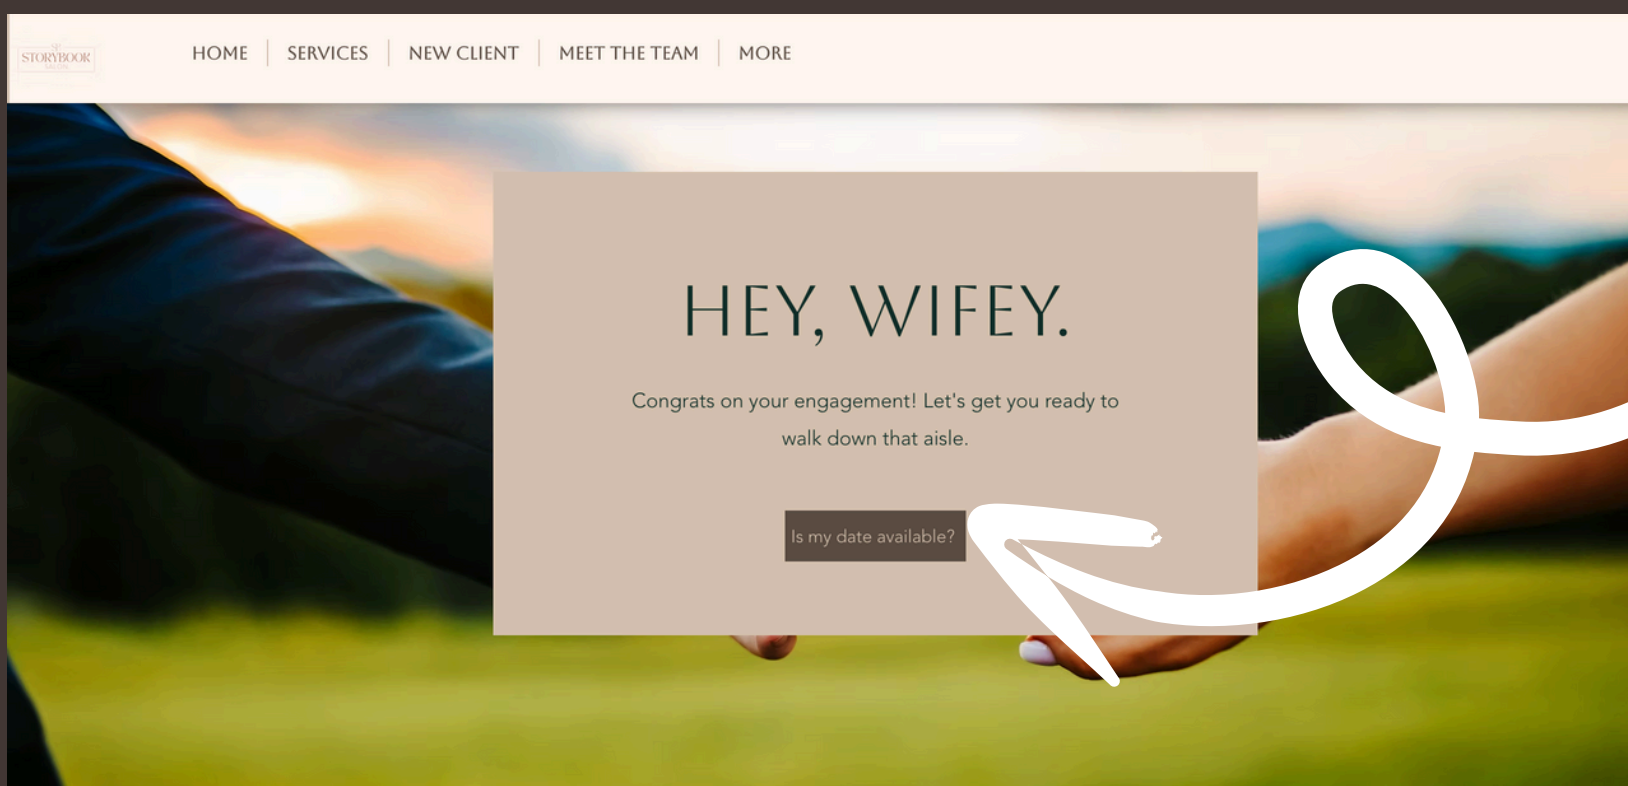 STORYBOOK
SALON
HOME
SERVICES
NEW CLIENT
MEET THE TEAM
MORE
HEY, WIFEY.
Congrats on your engagement! Let's get you ready to
walk down that aisle.
Is my date available?